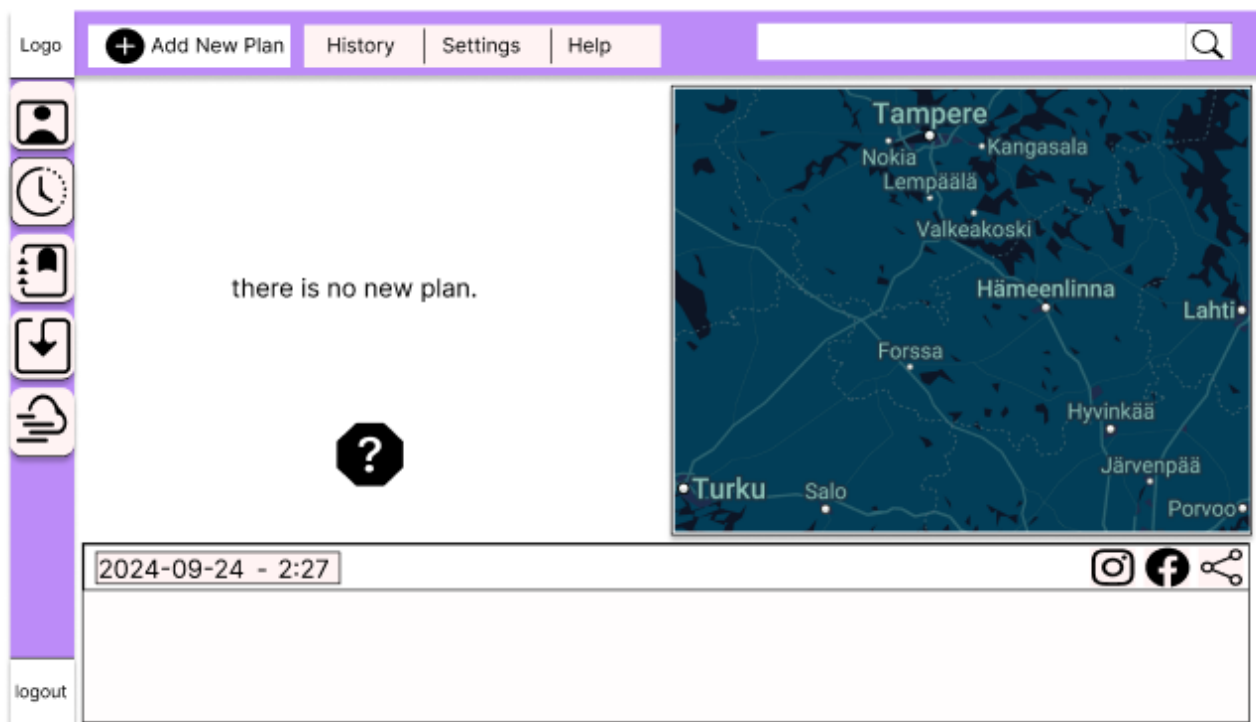 Logo
Add New Plan
History
Settings
Help
there is no new plan.
?
Tampere
Nokia
Kangasala
Lempäälä
Valkeakoski
Hämeenlinna
Lahti
Forssa
Hyvinkää
Järvenpää
Turku
Salo
Porvoo
2024-09-24 - 2:27
logout